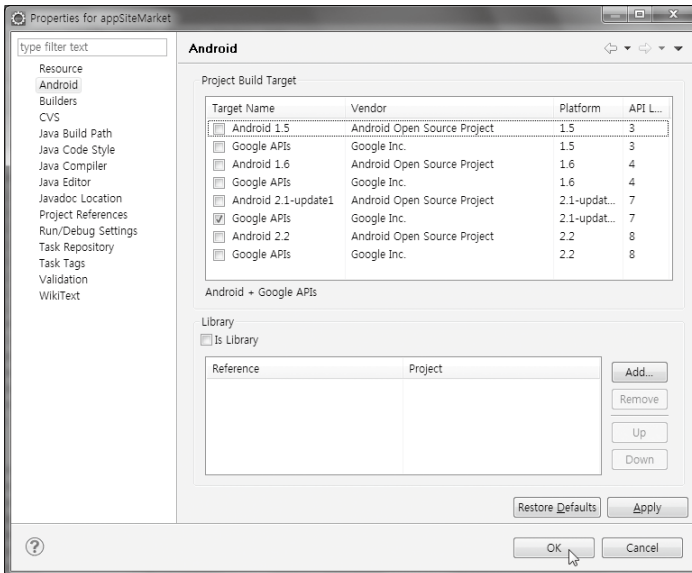 Properties for appSiteMarket
type filter text
Resource
Android
Builders
CVS
Java Build Path
Java Code Style
Java Compiler
Java Editor
Javadoc Location
Project References
Run/Debug Settings
Task Repository
Task Tags
Validation
WikiText
Android
Project Build Target
Target Name Vendor Platform API L...
Android 1.5 Android Open Source Project 1.5 3
Google APIs Google Inc. 1.5 3
Android 1.6 Android Open Source Project 1.6 4
Google APIs Google Inc. 1.6 4
Android 2.1-update1 Android Open Source Project 2.1-updat... 7
Google APIs Google Inc. 2.1-updat... 7
Android 2.2 Android Open Source Project 2.2 8
Google APIs Google Inc. 2.2 8
Android + Google APIs
Library
Is Library
Reference Project
Add...
Remove
Up
Down
Restore Defaults Apply
? OK Cancel